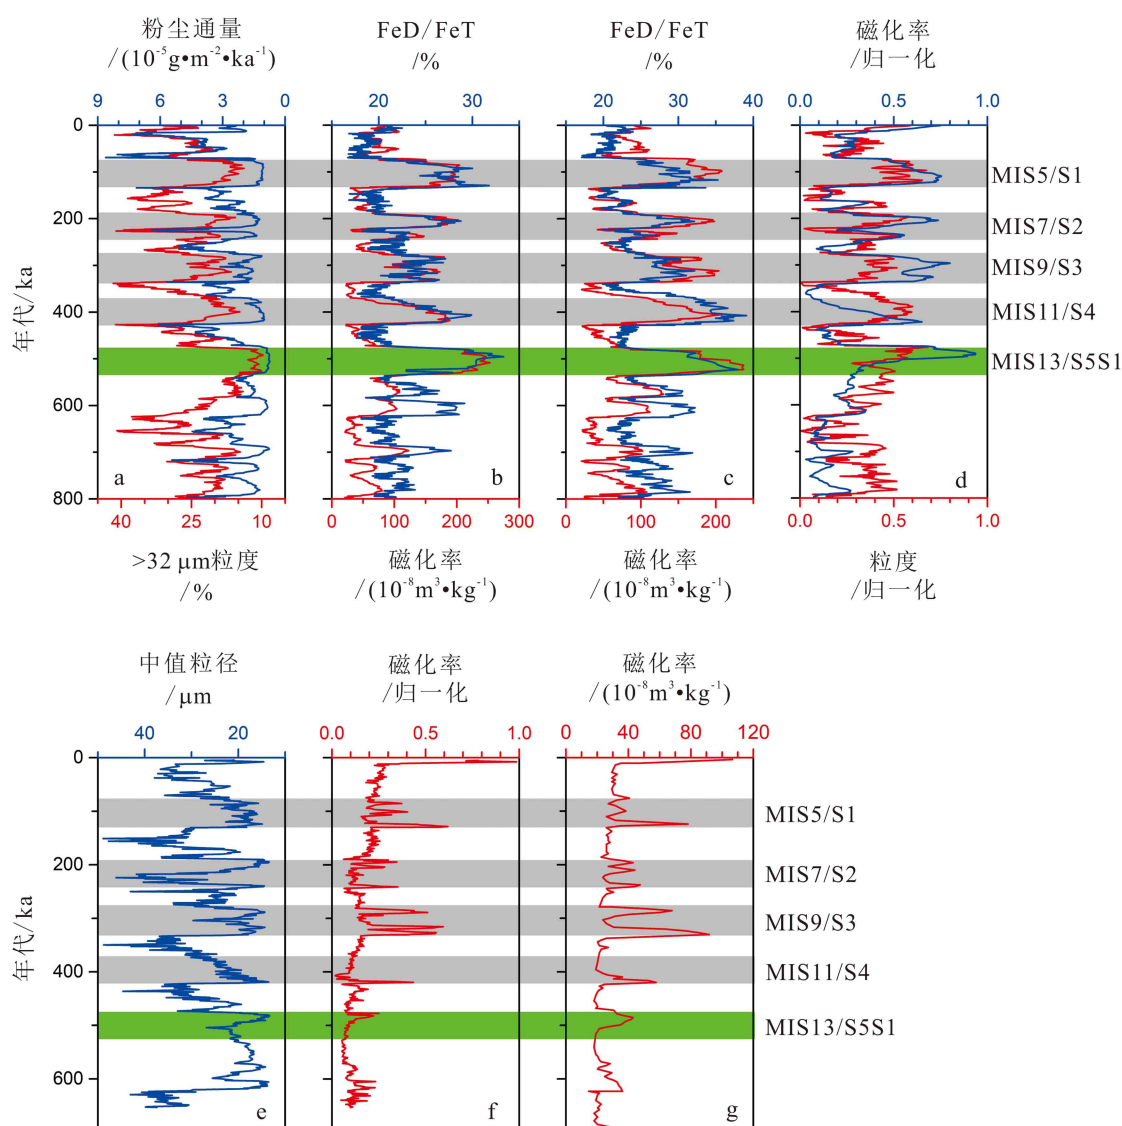 粉尘通量 FeD/FeT FeD/FeT 磁化率
/(10⁻⁵g•m⁻²•ka⁻¹) /% /% /归一化
9 6 3 0 20 30 20 30 40 0.0 0.5 1.0
0
200
400
600
800
年代/ka
MIS5/S1
MIS7/S2
MIS9/S3
MIS11/S4
MIS13/S5S1
a b c d
40 25 10 0 100 200 300 0 100 200 0.0 0.5 1.0
>32 μm粒度 磁化率 磁化率 粒度
/% /(10⁻⁸m³•kg⁻¹) /(10⁻⁸m³•kg⁻¹) /归一化
中值粒径 磁化率 磁化率
/μm /归一化 /(10⁻⁸m³•kg⁻¹)
40 20 0.0 0.5 1.0 0 40 80 120
0
200
400
600
年代/ka
MIS5/S1
MIS7/S2
MIS9/S3
MIS11/S4
MIS13/S5S1
e f g